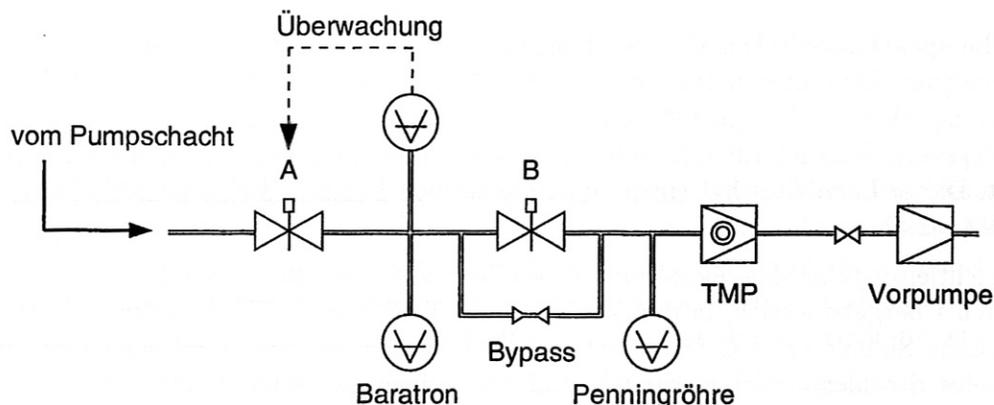 Überwachung
vom Pumpschacht
A
B
TMP
Vorpumpe
Bypass
Baratron
Penningröhre